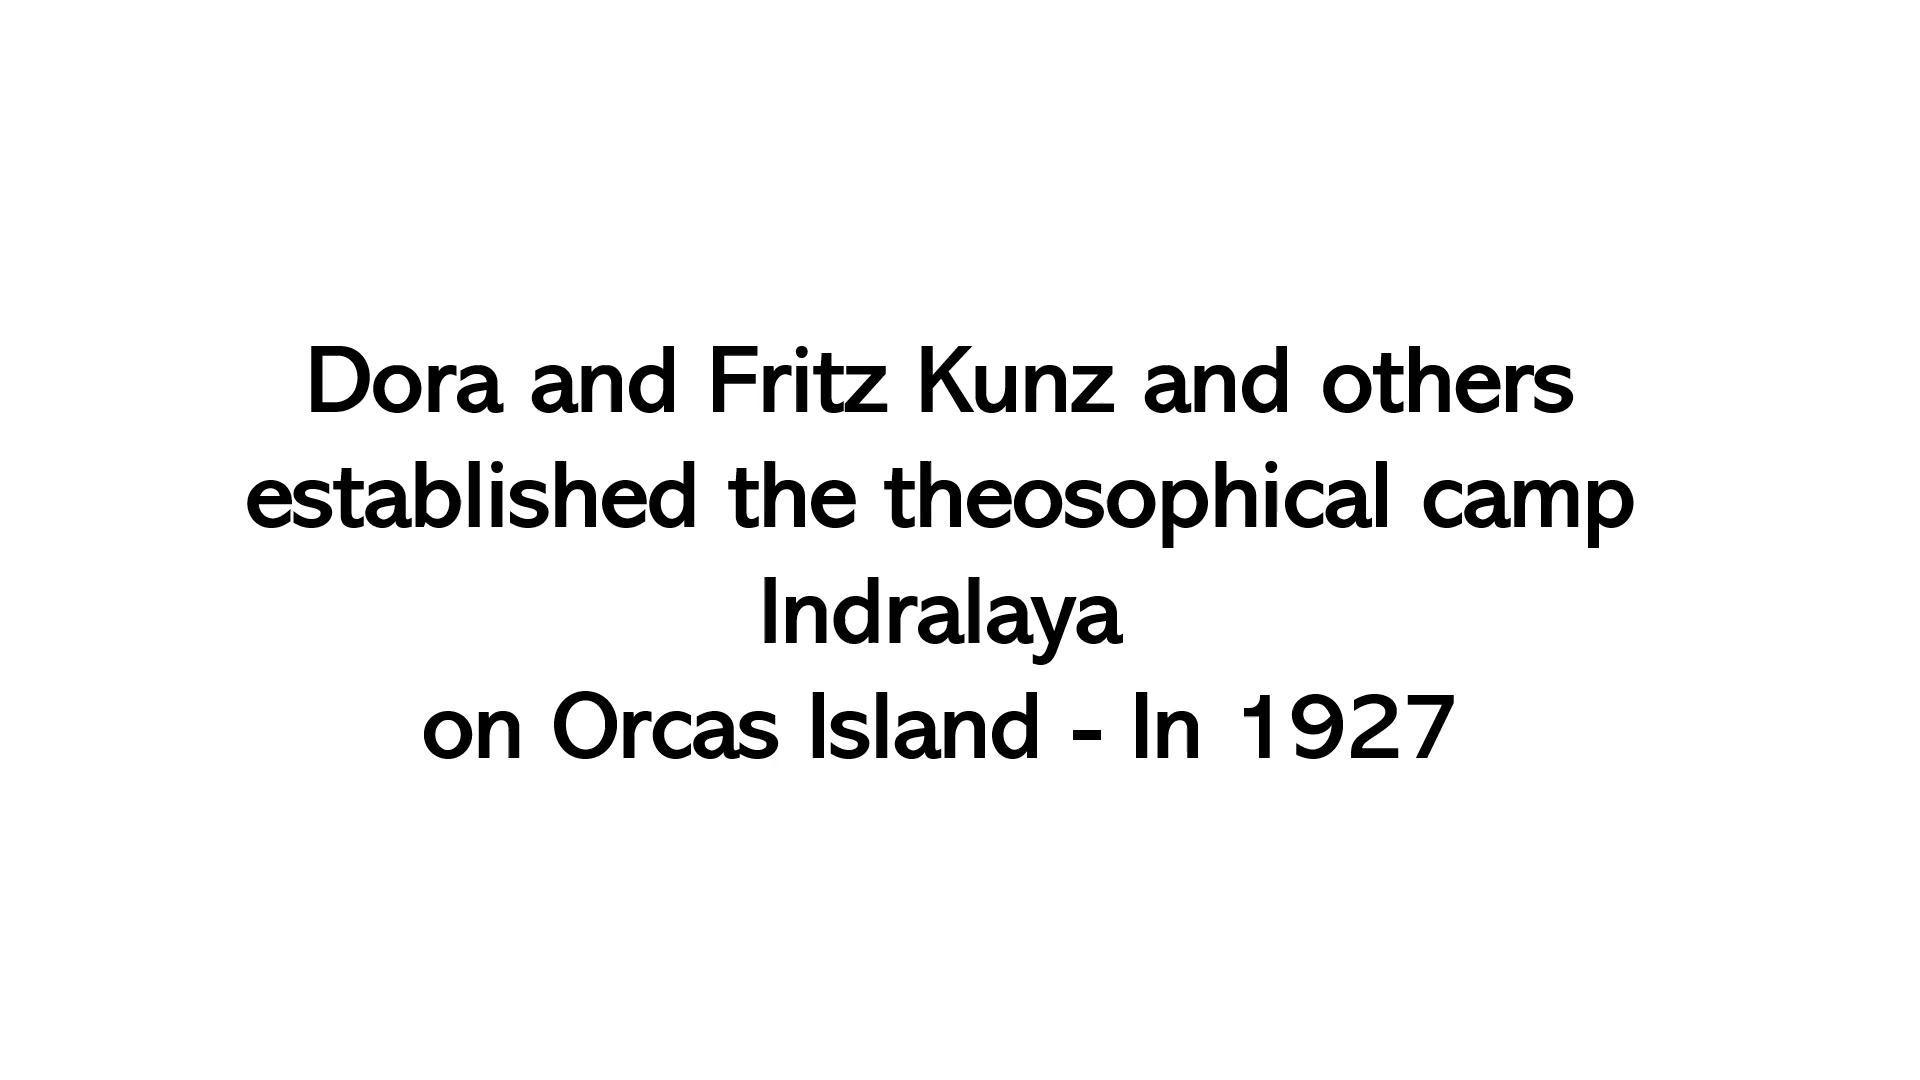 Dora and Fritz Kunz and others
established the theosophical camp
Indralaya
on Orcas Island - In 1927